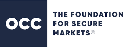 OCC
THE FOUNDATION
FOR SECURE
MARKETS